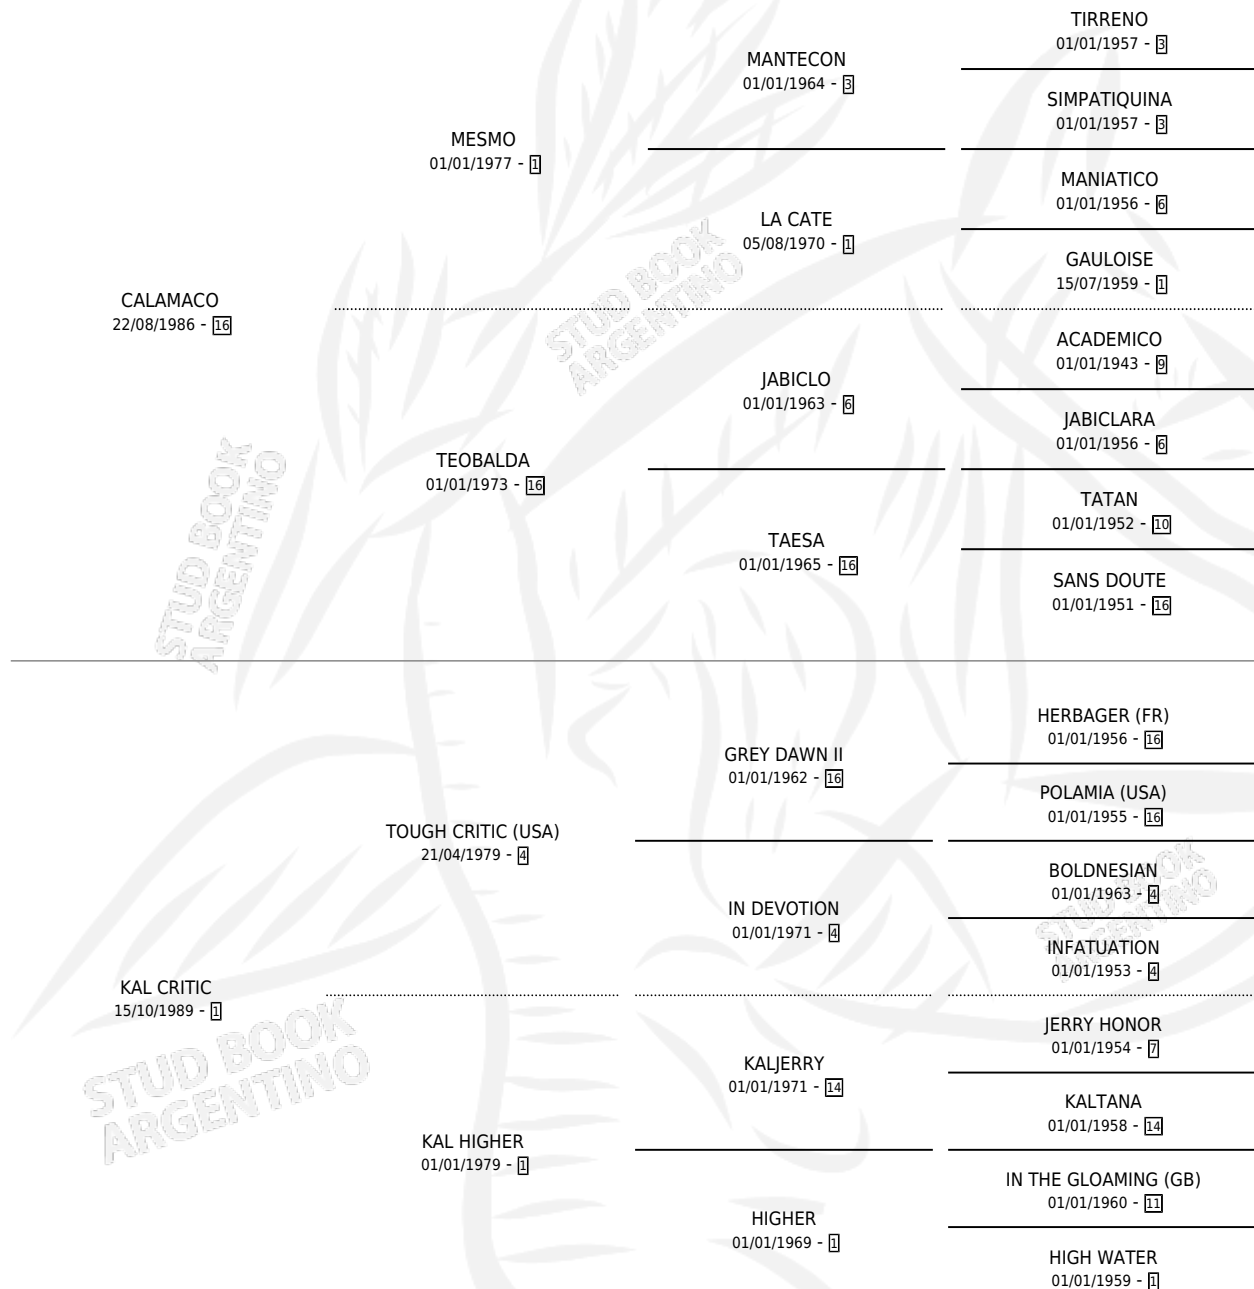 TIRRENO
01/01/1957 - 3
MANTECON
01/01/1964 - 3
SIMPATIQUINA
01/01/1957 - 3
MESMO
01/01/1977 - 1
MANIATICO
01/01/1956 - 6
LA CATE
05/08/1970 - 1
GAULOISE
15/07/1959 - 1
CALAMACO
22/08/1986 - 16
STUD BOOK
ARGENTINO
ACADEMICO
01/01/1943 - 9
JABICLO
01/01/1963 - 6
JABICLARA
01/01/1956 - 6
TEOBALDA
01/01/1973 - 16
TATAN
01/01/1952 - 10
TAESA
01/01/1965 - 16
SANS DOUTE
01/01/1951 - 16
STUD BOOK
ARGENTINO
HERBAGER (FR)
01/01/1956 - 16
GREY DAWN II
01/01/1962 - 16
POLAMIA (USA)
01/01/1955 - 16
TOUGH CRITIC (USA)
21/04/1979 - 4
BOLDNESIAN
01/01/1963 - 4
IN DEVOTION
01/01/1971 - 4
STUD BOOK
ARGENTINO
INFATUATION
01/01/1953 - 4
KAL CRITIC
15/10/1989 - 1
STUD BOOK
ARGENTINO
JERRY HONOR
01/01/1954 - 7
KALJERRY
01/01/1971 - 14
KALTANA
01/01/1958 - 14
KAL HIGHER
01/01/1979 - 1
IN THE GLOAMING (GB)
01/01/1960 - 11
HIGHER
01/01/1969 - 1
HIGH WATER
01/01/1959 - 1